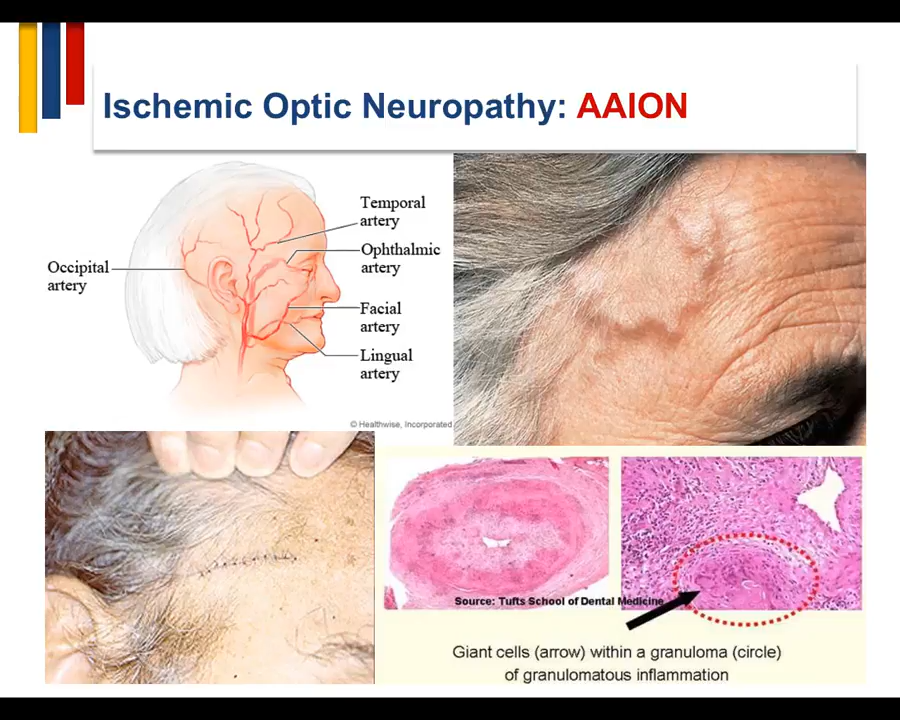 Ischemic Optic Neuropathy: AAION
Temporal
artery
Ophthalmic
artery
Occipital
artery
Facial
artery
Lingual
artery
© Healthwise, Incorporated
Source: Tufts School of Dental Medicine
Giant cells (arrow) within a granuloma (circle)
of granulomatous inflammation